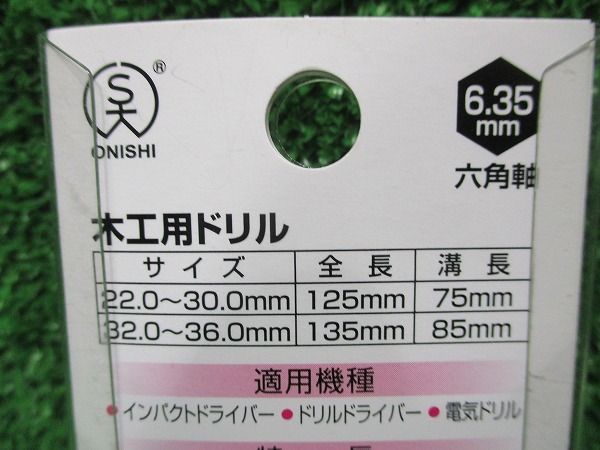 ONISHI
®
6.35
mm
六角軸
木工用ドリル
サイズ 全長 溝長
22.0～30.0mm 125mm 75mm
32.0～36.0mm 135mm 85mm
適用機種
●インパクトドライバー ●ドリルドライバー ●電気ドリル